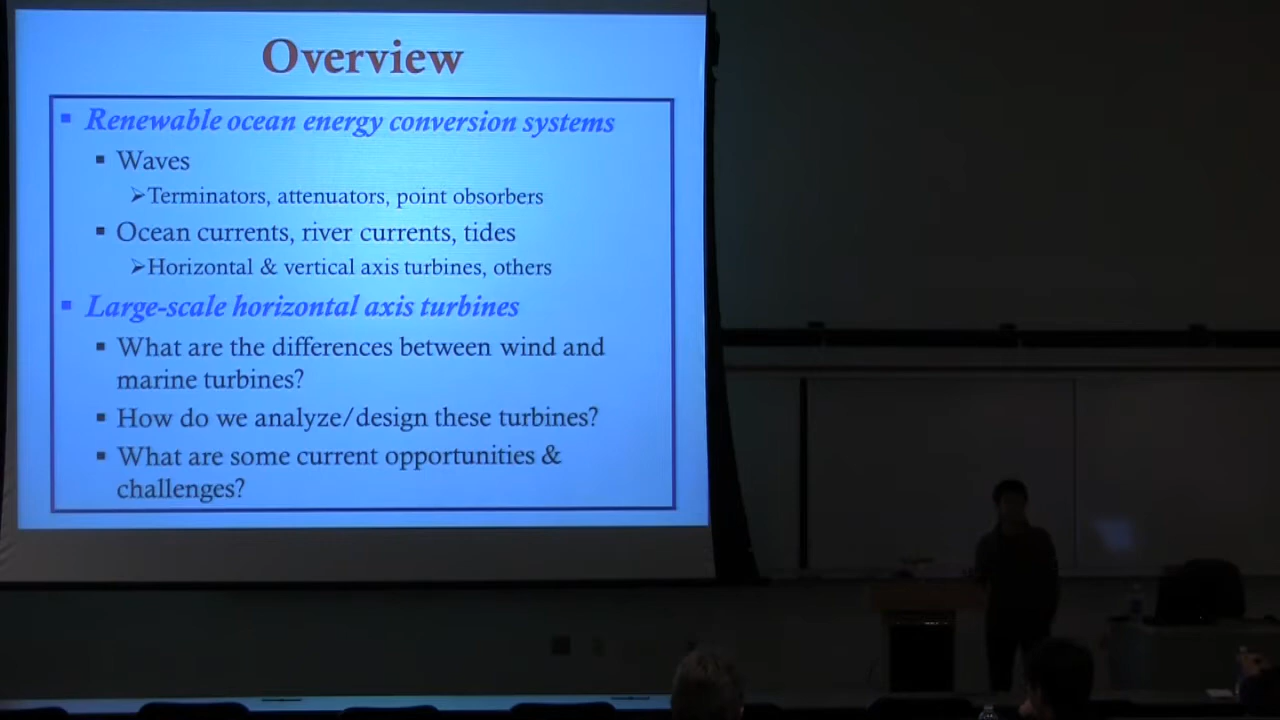 Overview
▪ Renewable ocean energy conversion systems
▪ Waves
➢Terminators, attenuators, point obsorbers
▪ Ocean currents, river currents, tides
➢Horizontal & vertical axis turbines, others
▪ Large-scale horizontal axis turbines
▪ What are the differences between wind and
marine turbines?
▪ How do we analyze/design these turbines?
▪ What are some current opportunities &
challenges?